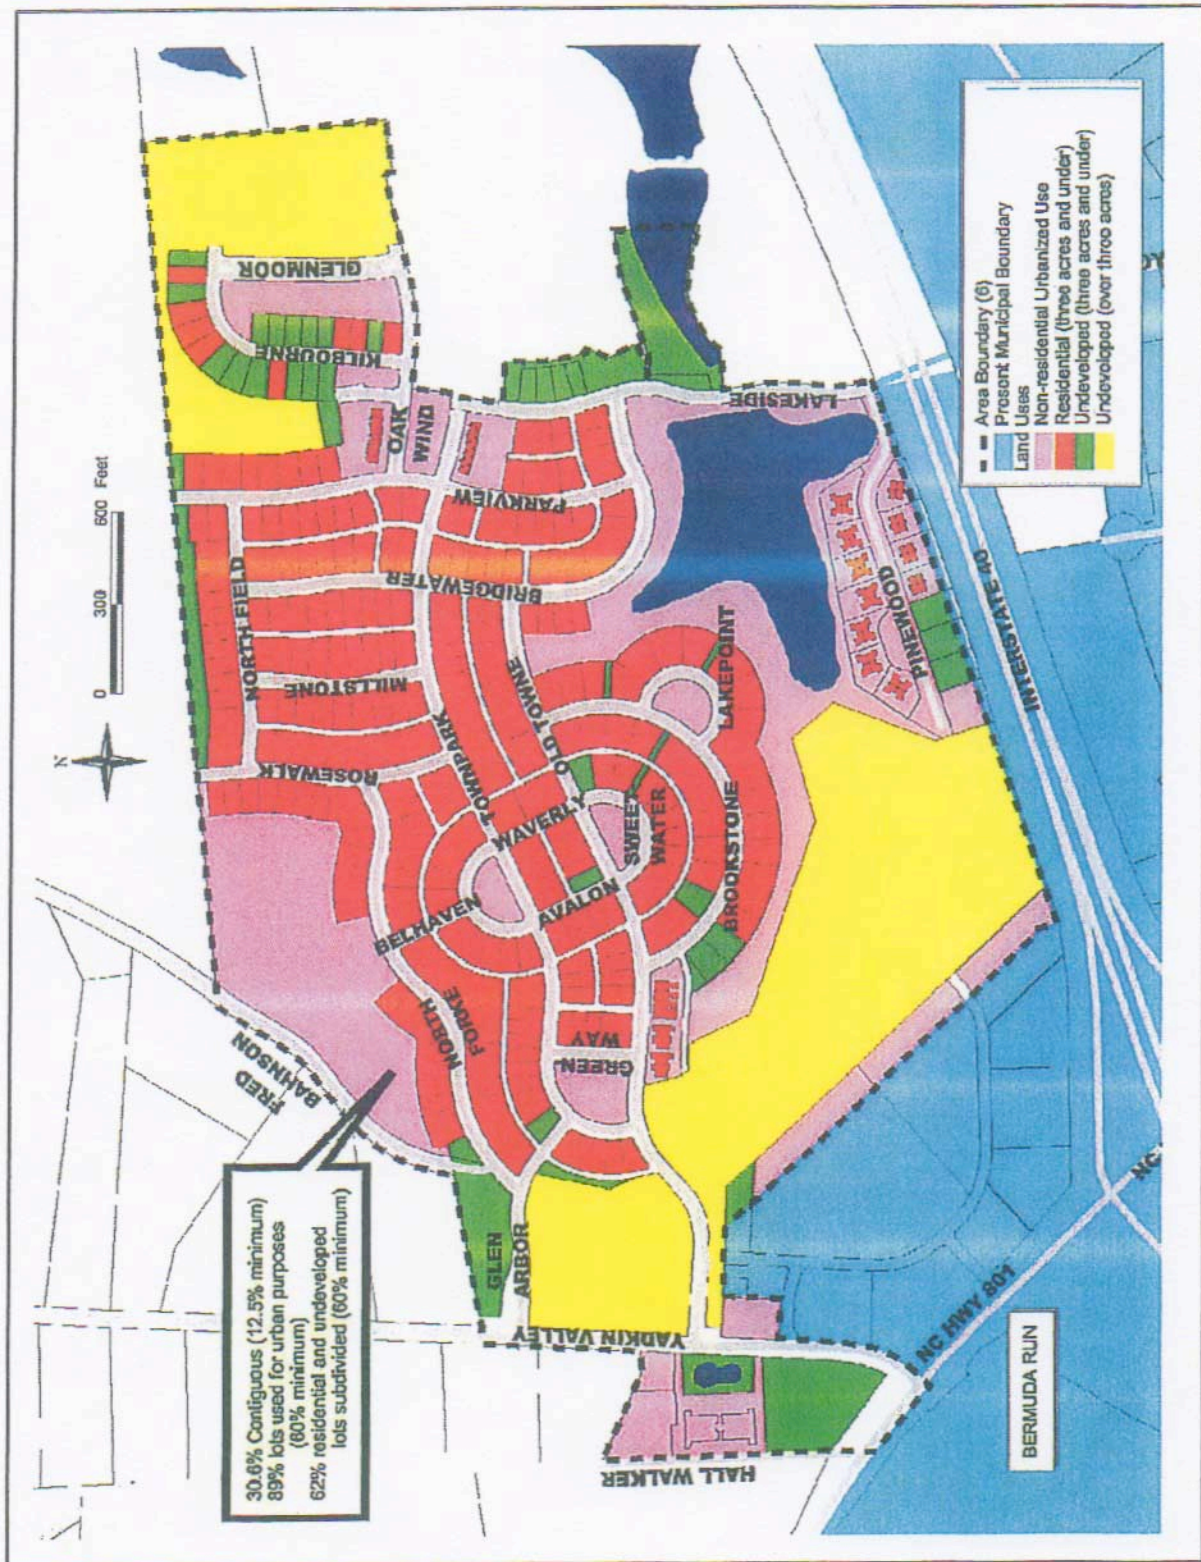 30.6% Contiguous (12.5% minimum)
89% lots used for urban purposes
(60% minimum)
62% residential and undeveloped
lots subdivided (60% minimum)
N
0 300 600 Feet
FRED
BAHNSON
NORTH FIELD
ROSEWALK
MILLSTONE
BRIDGEWATER
PARKVIEW
KILBOURNE
GLENMOOR
OAK
WIND
TOWNPARK
OLD TOWNE
WAVERLY
BELHAVEN
AVALON
NORTH
FORKE
GREEN
WAY
SWEET
WATER
BROOKSTONE
LAKEPOINT
LAKESIDE
PINEWOOD
GLEN
ARBOR
YADKIN VALLEY
HALL WALKER
NC HWY 801
INTERSTATE 40
NC
BERMUDA RUN
Area Boundary (6)
Present Municipal Boundary
Land Uses
Non-residential Urbanized Use
Residential (three acres and under)
Undeveloped (three acres and under)
Undeveloped (over three acres)